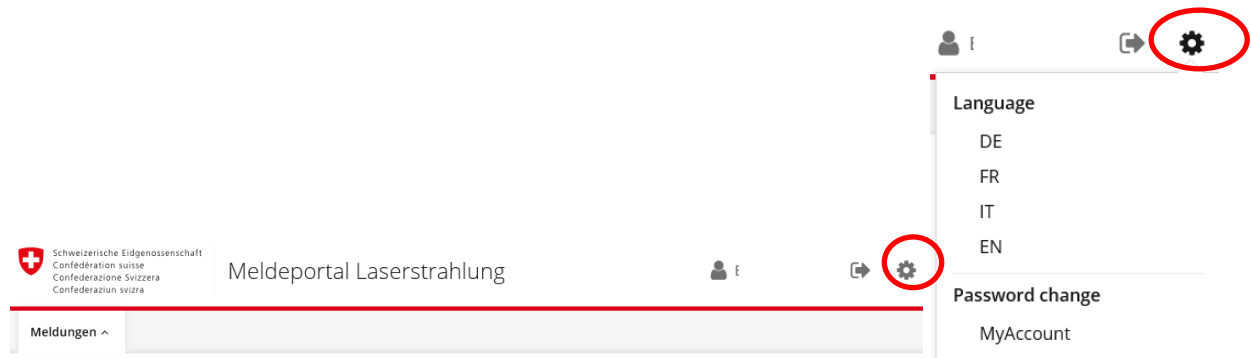 Schweizerische Eidgenossenschaft
Confédération suisse
Confederazione Svizzera
Confederaziun svizra
Meldeportal Laserstrahlung
Meldungen
Language
DE
FR
IT
EN
Password change
MyAccount